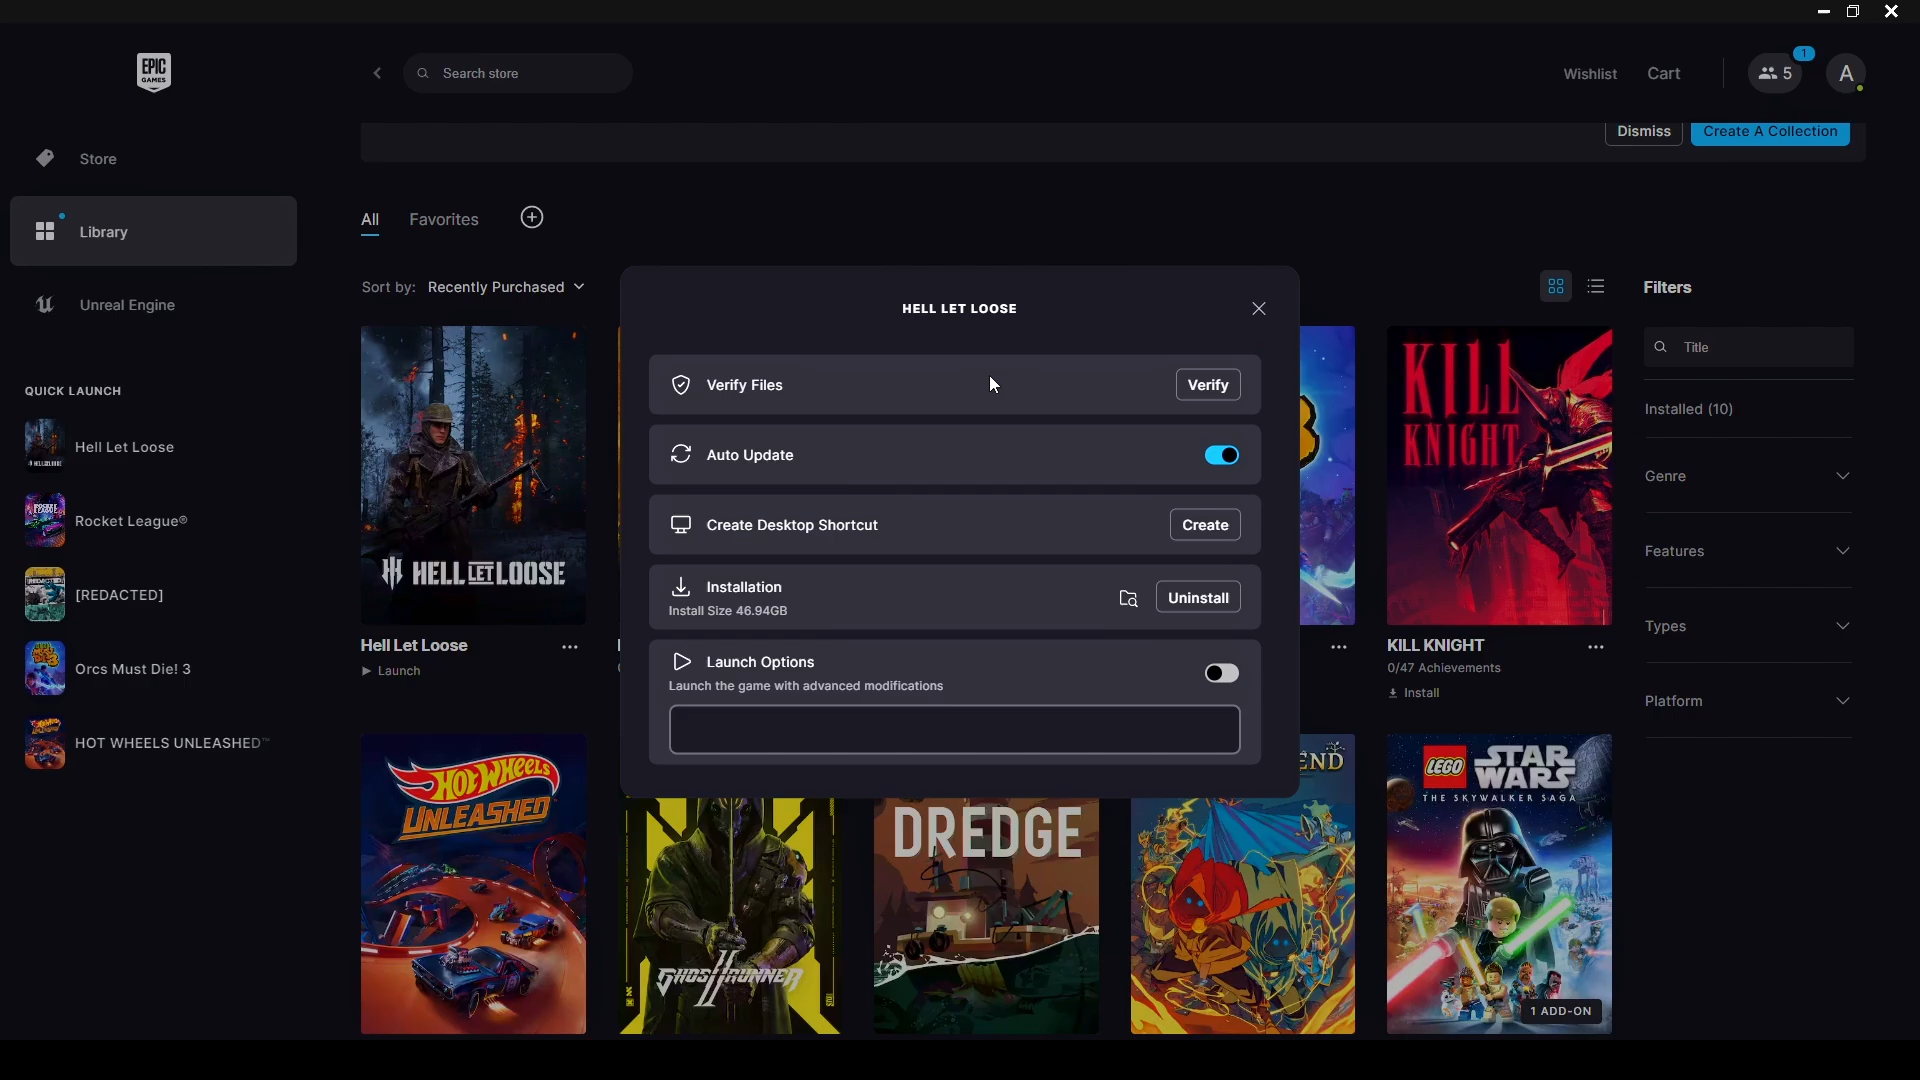 EPIC
GAMES
Search store
Wishlist
Cart
5
1
A
Dismiss
Create A Collection
Store
Library
Unreal Engine
QUICK LAUNCH
Hell Let Loose
Rocket League®
[REDACTED]
Orcs Must Die! 3
HOT WHEELS UNLEASHED™
All
Favorites
Sort by: Recently Purchased
HELL LET LOOSE
Verify Files
Verify
Auto Update
Create Desktop Shortcut
Create
Installation
Install Size 46.94GB
Uninstall
Launch Options
Launch the game with advanced modifications
HELL LET LOOSE
Hell Let Loose
Launch
KILL
KNIGHT
KILL KNIGHT
0/47 Achievements
Install
HOT WHEELS
UNLEASHED
GHOSTRUNNER
II
DREDGE
END
LEGO
STAR
WARS
THE SKYWALKER SAGA
1 ADD-ON
Filters
Title
Installed (10)
Genre
Features
Types
Platform